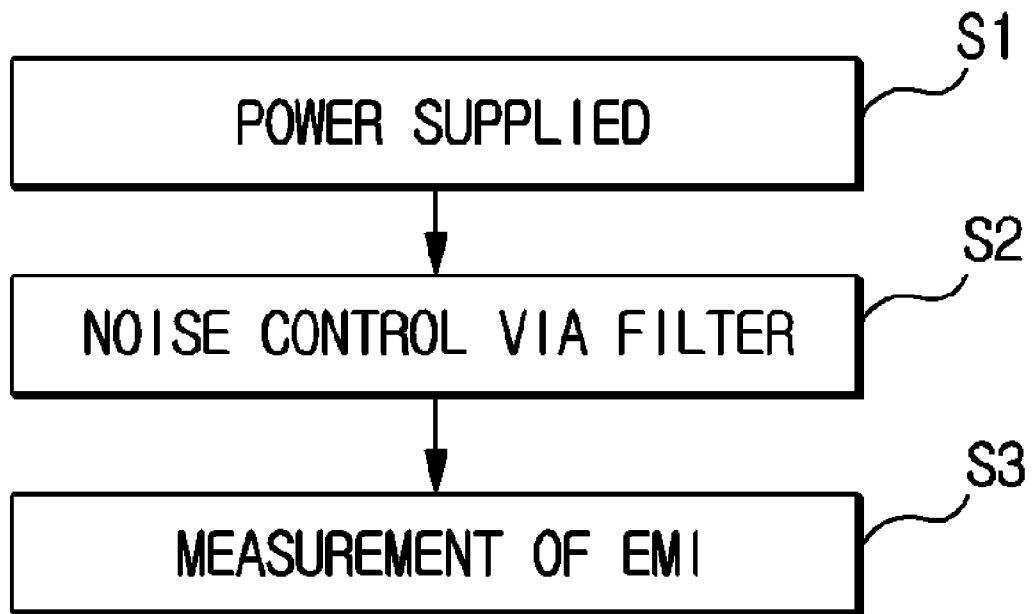 S1
POWER SUPPLIED
S2
NOISE CONTROL VIA FILTER
S3
MEASUREMENT OF EMI